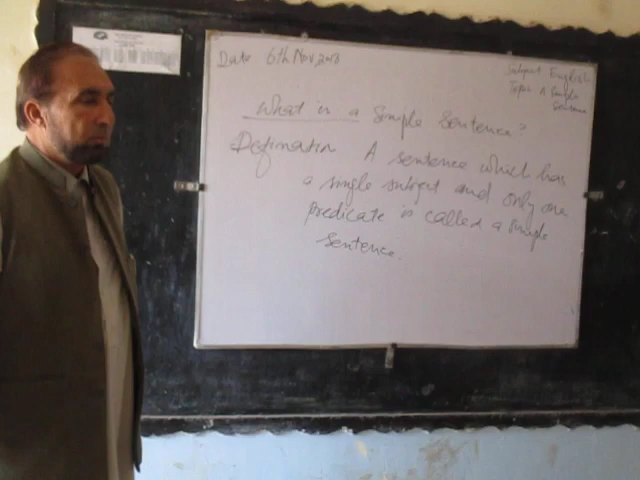 Date 6th Nov 2013
Subject English
Topic A Simple
Sentence
What is a Simple Sentence?
Defination A sentence which has
a single subject and only one
predicate is called a simple
sentence.